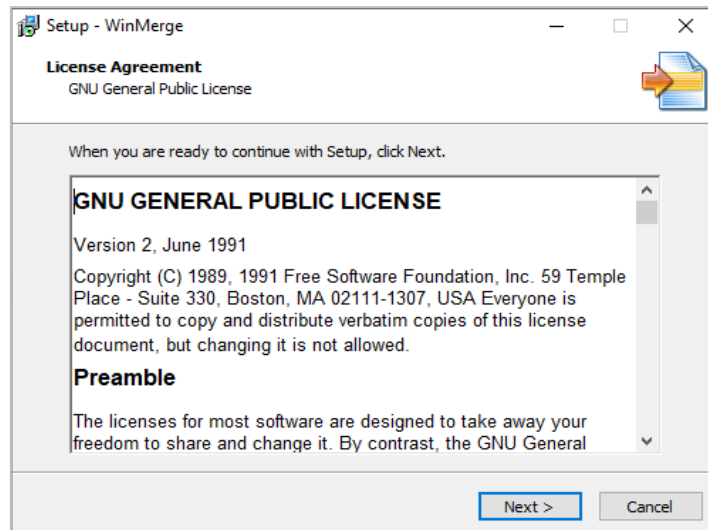 Setup - WinMerge
License Agreement
GNU General Public License
When you are ready to continue with Setup, click Next.
GNU GENERAL PUBLIC LICENSE
Version 2, June 1991
Copyright (C) 1989, 1991 Free Software Foundation, Inc. 59 Temple
Place - Suite 330, Boston, MA 02111-1307, USA Everyone is
permitted to copy and distribute verbatim copies of this license
document, but changing it is not allowed.
Preamble
The licenses for most software are designed to take away your
freedom to share and change it. By contrast, the GNU General
Next >
Cancel